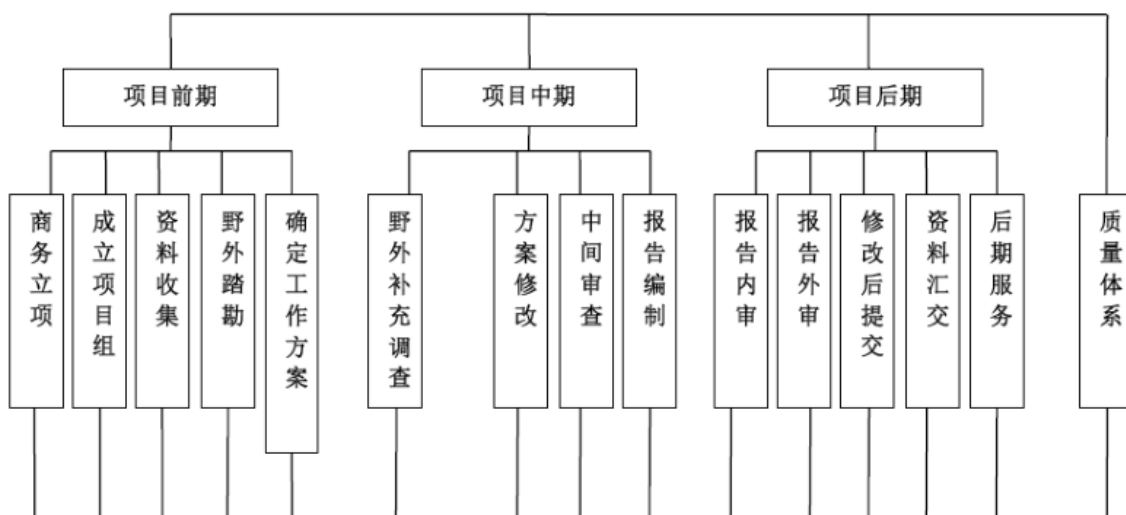 项目前期
项目中期
项目后期
商务立项
成立项目组
资料收集
野外踏勘
确定工作方案
野外补充调查
方案修改
中间审查
报告编制
报告内审
报告外审
修改后提交
资料汇交
后期服务
质量体系